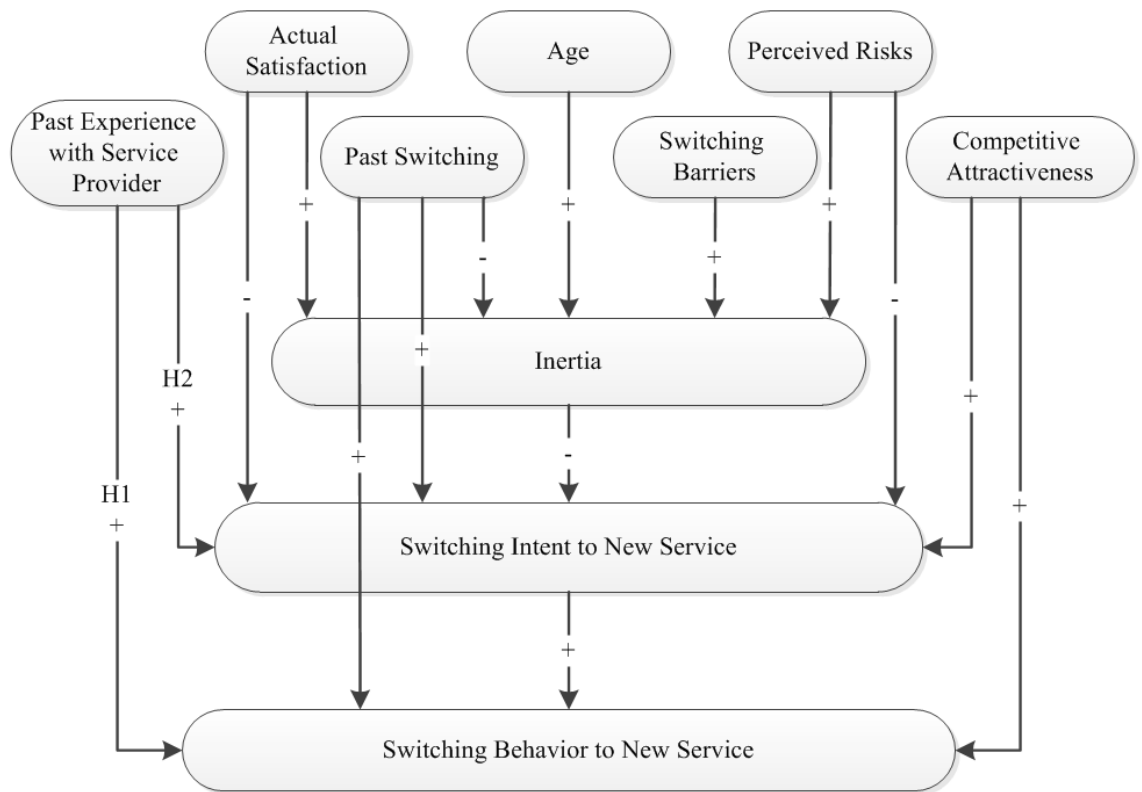 Actual
Satisfaction
Age
Perceived Risks
Past Experience
with Service
Provider
Past Switching
Switching
Barriers
Competitive
Attractiveness
+
+
+
-
+
-
-
Inertia
+
H2
+
+
-
+
H1
+
+
Switching Intent to New Service
+
Switching Behavior to New Service